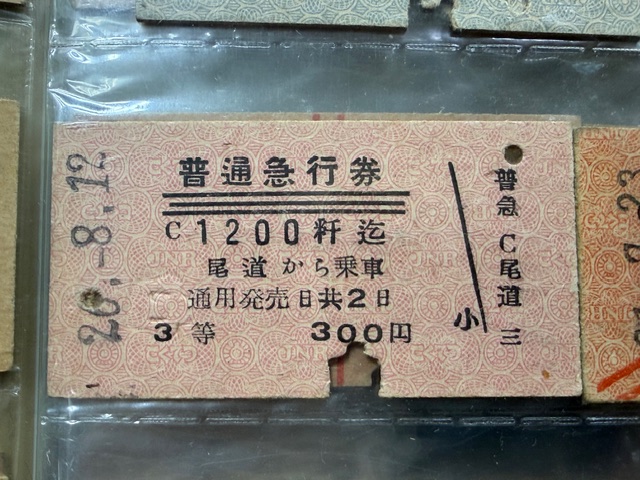 普通急行券
C1200粁迄
尾道から乗車
通用発売日共2日
3等 300円
26.-8.12
小
普急 C尾道 三